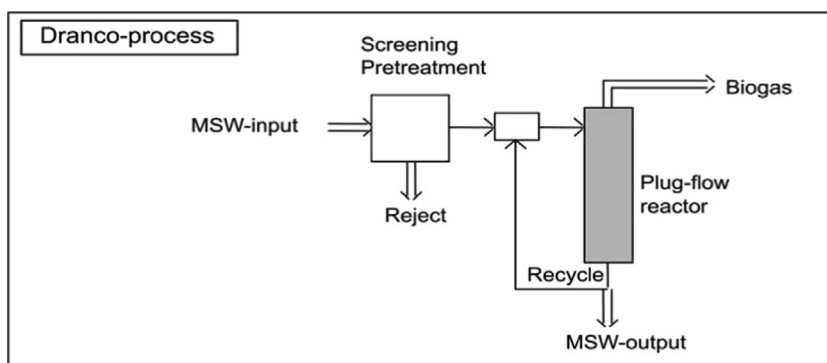 Dranco-process
Screening
Pretreatment
MSW-input
Biogas
Plug-flow
reactor
Reject
Recycle
MSW-output